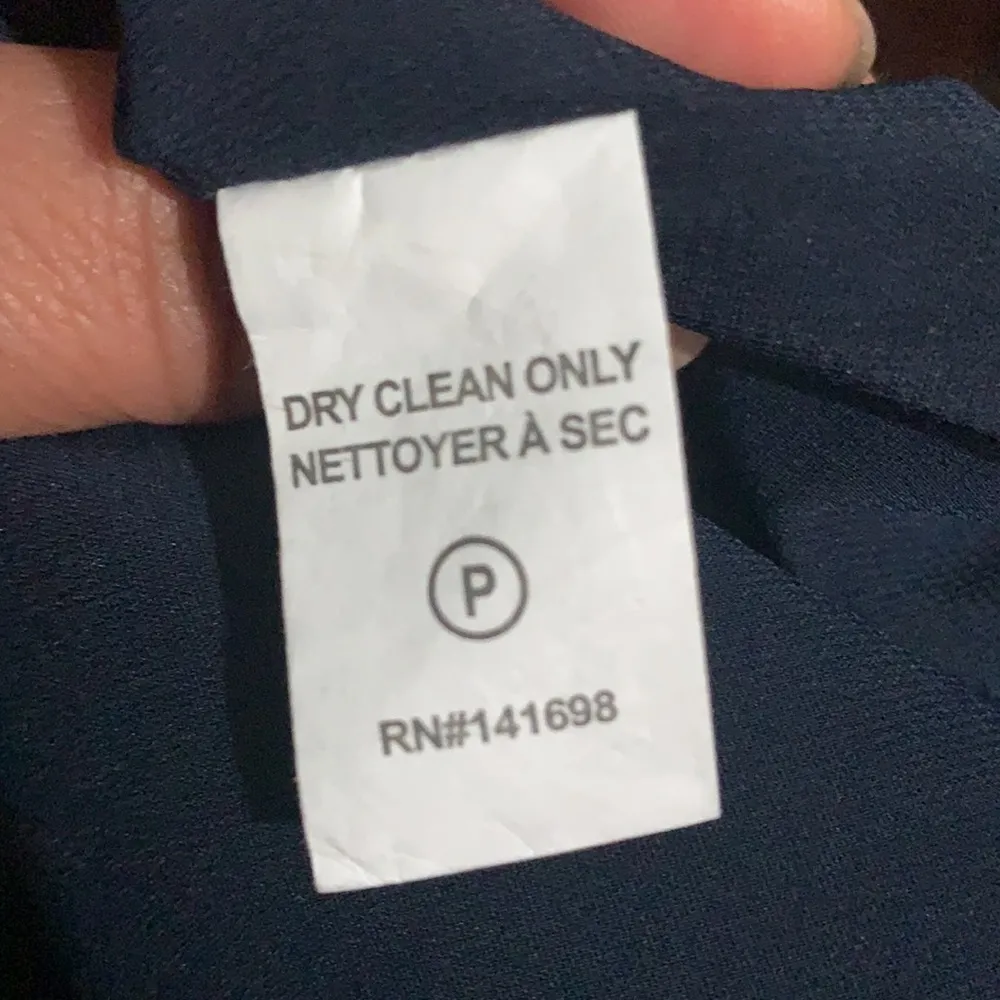 DRY CLEAN ONLY
NETTOYER À SEC
P
RN#141698